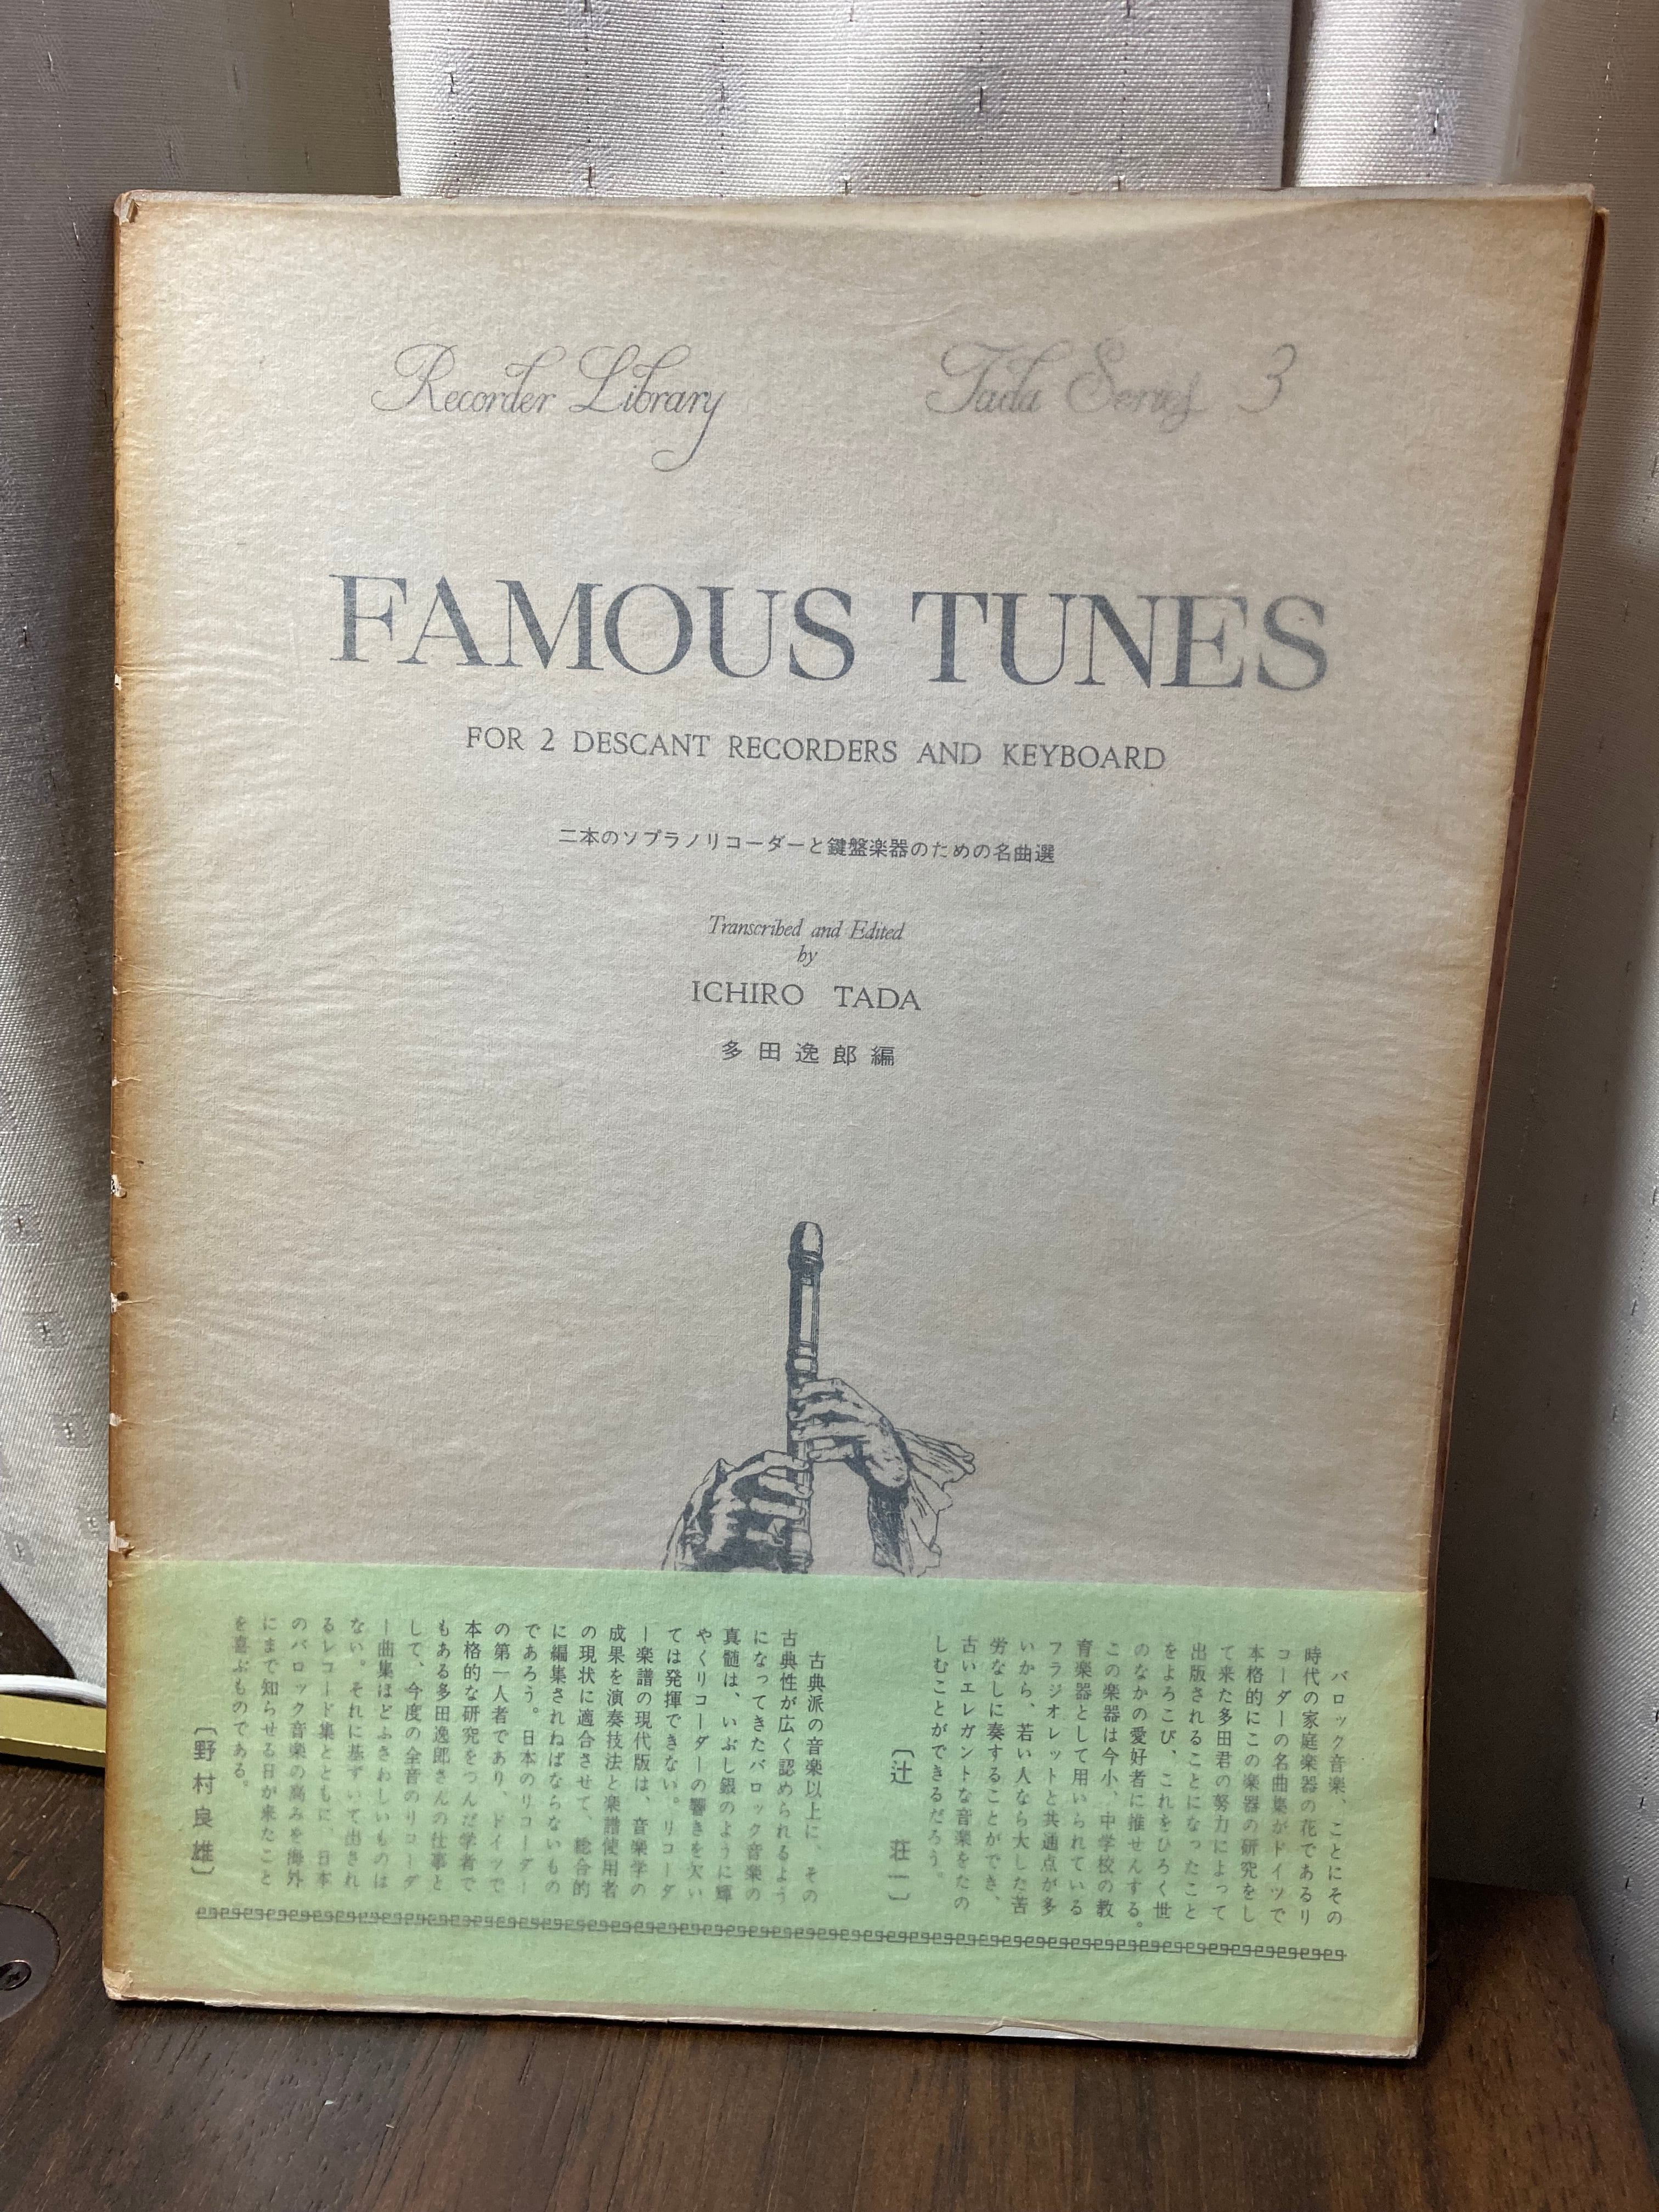 Recorder Library
Tada Series 3
FAMOUS TUNES
FOR 2 DESCANT RECORDERS AND KEYBOARD
二本のソプラノリコーダーと鍵盤楽器のための名曲選
Transcribed and Edited
by
ICHIRO TADA
多田逸郎編
バロック音楽、ことにその
時代の家庭楽器の花であるリ
コーダーの名曲集がドイツで
本格的にこの楽器の研究をし
て来た多田君の努力によって
出版されることになったこと
をよろこび、これをひろく世
のなかの愛好者に推せんする。
この楽器は今小、中学校の教
育楽器として用いられている
フラジオレットと共通点が多
いから、若い人なら大した苦
労なしに奏することができ、
古いエレガントな音楽をたの
しむことができるだろう。
〔辻 荘一〕
古典派の音楽以上に、その
古典性が広く認められるよう
になってきたバロック音楽の
真髄は、いぶし銀のように輝
やくリコーダーの響きを欠い
ては発揮できない。リコーダ
ー楽譜の現代版は、音楽学の
成果を演奏技法と楽譜使用者
の現状に適合させて、総合的
に編集されねばならないもの
であろう。日本のリコーダー
の第一人者であり、ドイツで
本格的な研究をつんだ学者で
もある多田逸郎さんの仕事と
して、今度の全音のリコーダ
ー曲集ほどふさわしいものは
ない。それに基ずいて出され
るレコード集とともに、日本
のバロック音楽の高みを海外
にまで知らせる日が来たこと
を喜ぶものである。
〔野村良雄〕